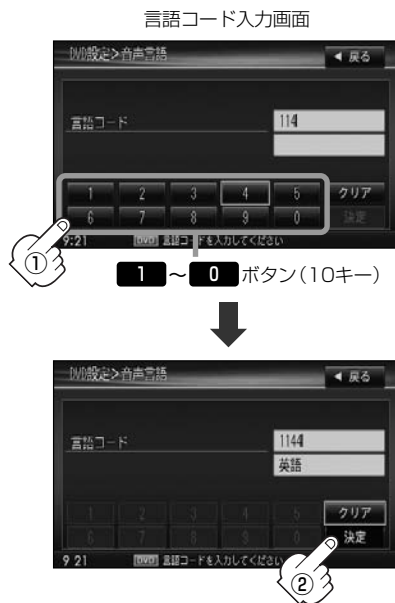 言語コード入力画面
DVD設定>音声言語
◀ 戻る
言語コード
114
1 2 3 4 5 クリア
6 7 8 9 0 決定
9:21 DVD 言語コードを入力してください
①
1 ～ 0 ボタン（10キー）
DVD設定>音声言語
◀ 戻る
言語コード
1144
英語
1 2 3 4 5 クリア
6 7 8 9 0 決定
9 21 DVD 言語コードを入力してくださ
②